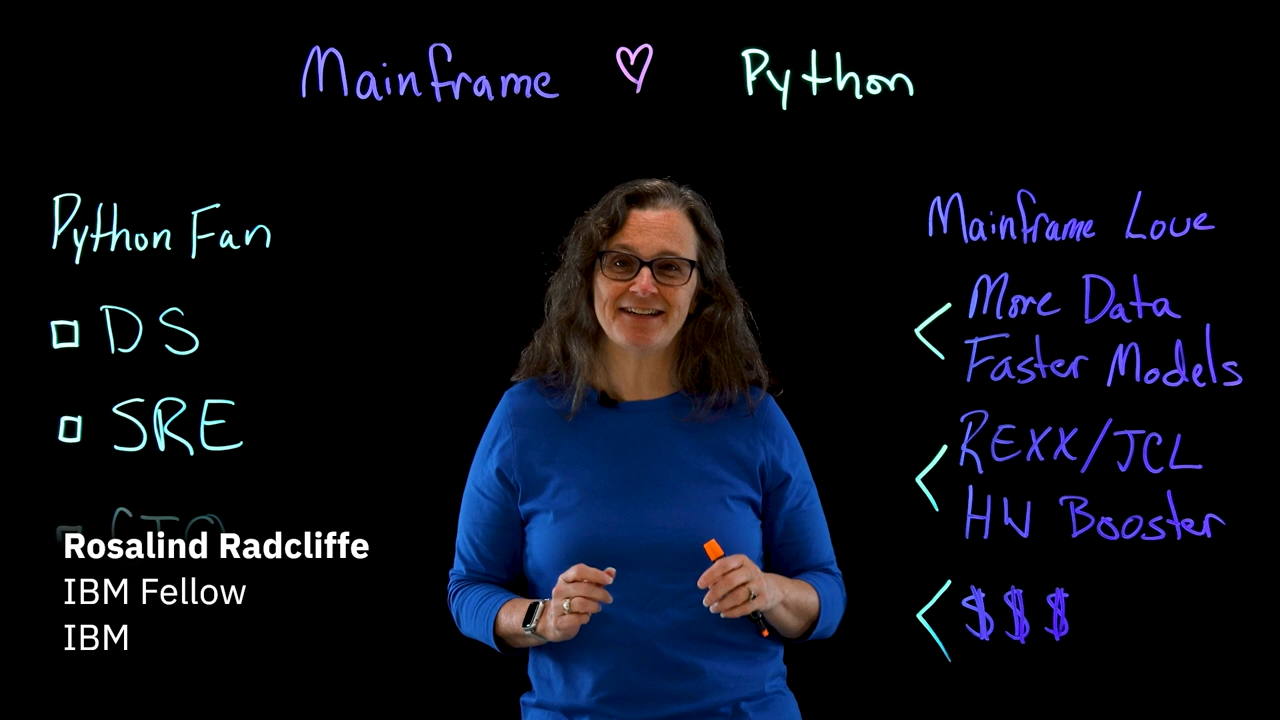 Mainframe ♡ Python
Python Fan
DS
SRE
CTO
Rosalind Radcliffe
IBM Fellow
IBM
Mainframe Love
< More Data
Faster Models
< REXX/JCL
HW Booster
< $$$